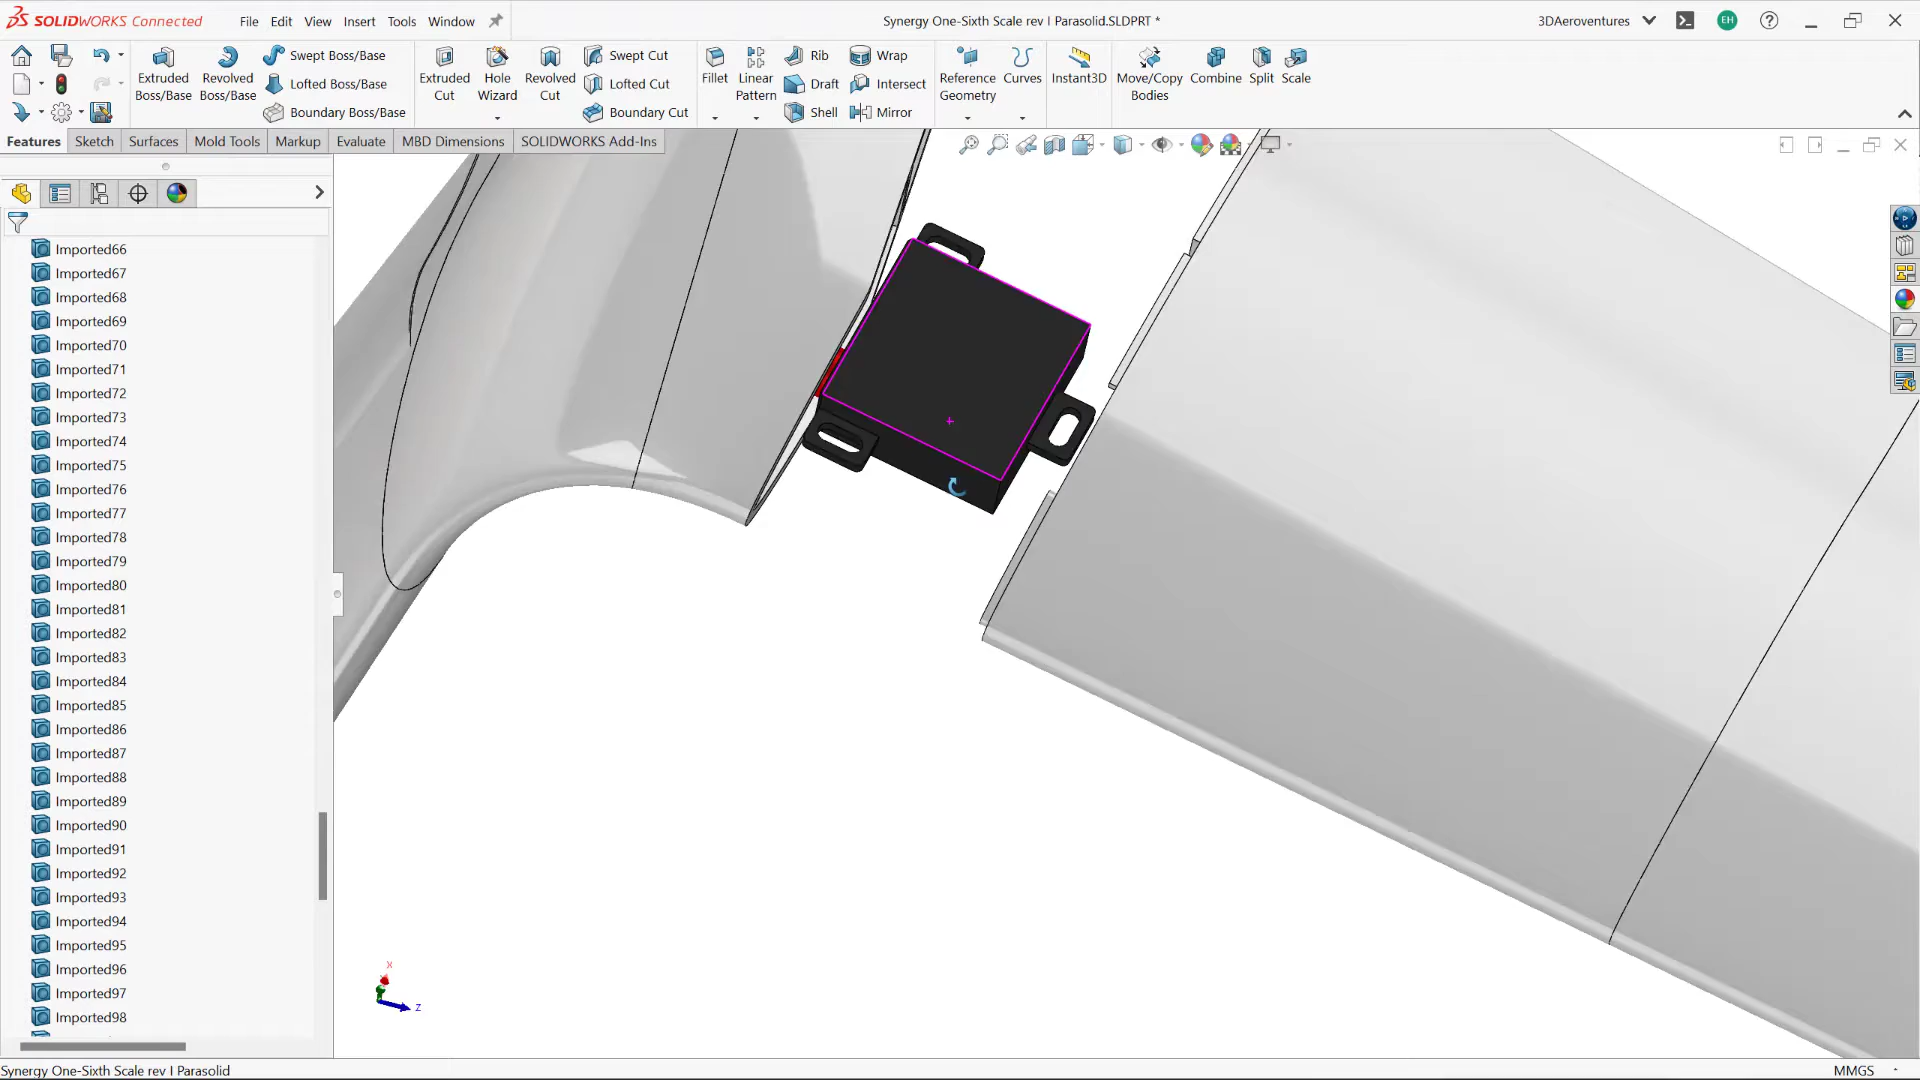 SOLIDWORKS Connected
File Edit View Insert Tools Window
Synergy One-Sixth Scale rev I Parasolid.SLDPRT *
3DAeroventures
EH
Extruded Boss/Base
Revolved Boss/Base
Swept Boss/Base
Lofted Boss/Base
Boundary Boss/Base
Extruded Cut
Hole Wizard
Revolved Cut
Swept Cut
Lofted Cut
Boundary Cut
Fillet
Linear Pattern
Rib
Draft
Shell
Wrap
Intersect
Mirror
Reference Geometry
Curves
Instant3D
Move/Copy Bodies
Combine
Split
Scale
Features Sketch Surfaces Mold Tools Markup Evaluate MBD Dimensions SOLIDWORKS Add-Ins
Imported66
Imported67
Imported68
Imported69
Imported70
Imported71
Imported72
Imported73
Imported74
Imported75
Imported76
Imported77
Imported78
Imported79
Imported80
Imported81
Imported82
Imported83
Imported84
Imported85
Imported86
Imported87
Imported88
Imported89
Imported90
Imported91
Imported92
Imported93
Imported94
Imported95
Imported96
Imported97
Imported98
X
Z
Synergy One-Sixth Scale rev I Parasolid
MMGS